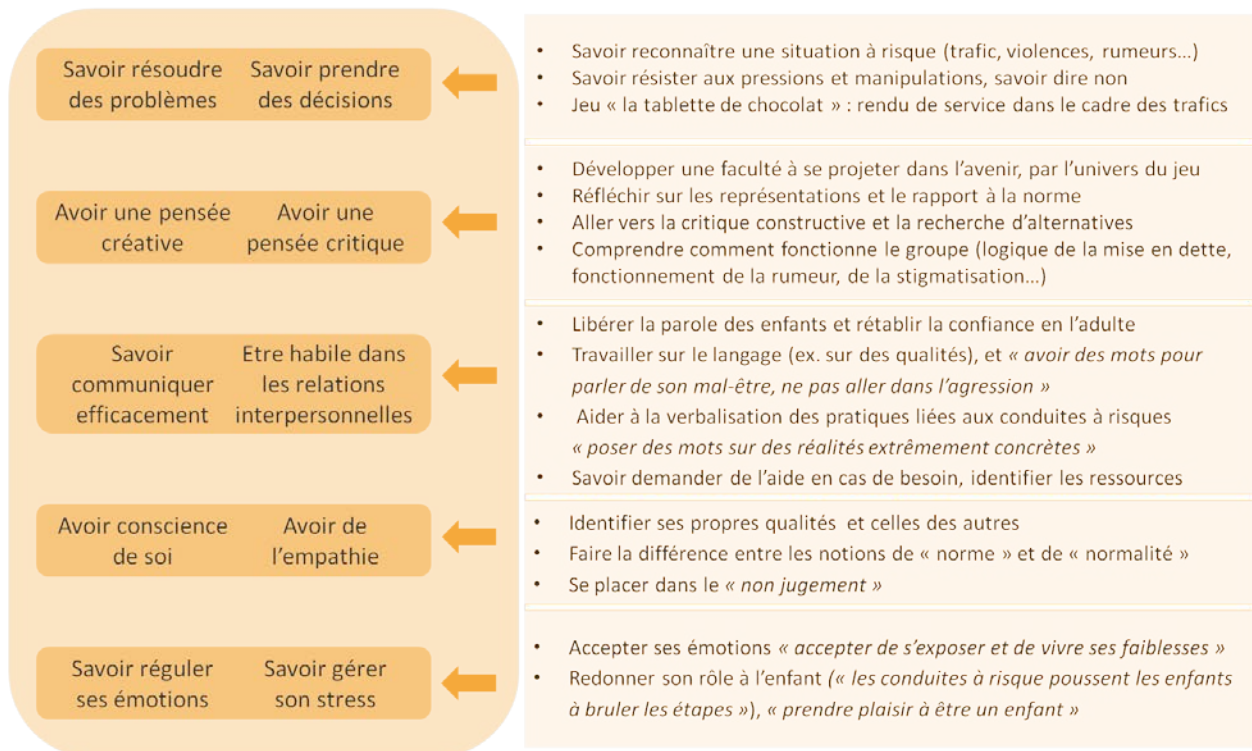 Savoir résoudre des problèmes
Savoir prendre des décisions
• Savoir reconnaître une situation à risque (trafic, violences, rumeurs…)
• Savoir résister aux pressions et manipulations, savoir dire non
• Jeu « la tablette de chocolat » : rendu de service dans le cadre des trafics
Avoir une pensée créative
Avoir une pensée critique
• Développer une faculté à se projeter dans l’avenir, par l’univers du jeu
• Réfléchir sur les représentations et le rapport à la norme
• Aller vers la critique constructive et la recherche d’alternatives
• Comprendre comment fonctionne le groupe (logique de la mise en dette,
fonctionnement de la rumeur, de la stigmatisation…)
Savoir communiquer efficacement
Etre habile dans les relations interpersonnelles
• Libérer la parole des enfants et rétablir la confiance en l’adulte
• Travailler sur le langage (ex. sur des qualités), et « avoir des mots pour
parler de son mal-être, ne pas aller dans l’agression »
• Aider à la verbalisation des pratiques liées aux conduites à risques
« poser des mots sur des réalités extrêmement concrètes »
• Savoir demander de l’aide en cas de besoin, identifier les ressources
Avoir conscience de soi
Avoir de l’empathie
• Identifier ses propres qualités et celles des autres
• Faire la différence entre les notions de « norme » et de « normalité »
• Se placer dans le « non jugement »
Savoir réguler ses émotions
Savoir gérer son stress
• Accepter ses émotions « accepter de s’exposer et de vivre ses faiblesses »
• Redonner son rôle à l’enfant (« les conduites à risque poussent les enfants
à bruler les étapes »), « prendre plaisir à être un enfant »